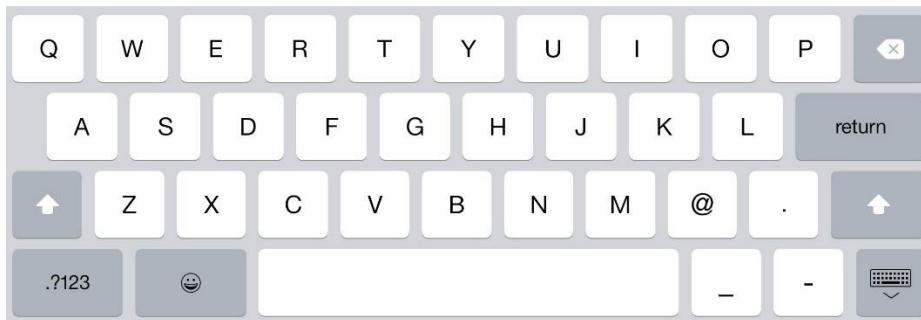 Q W E R T Y U I O P
A S D F G H J K L return
Z X C V B N M @ .
.?123 _ -